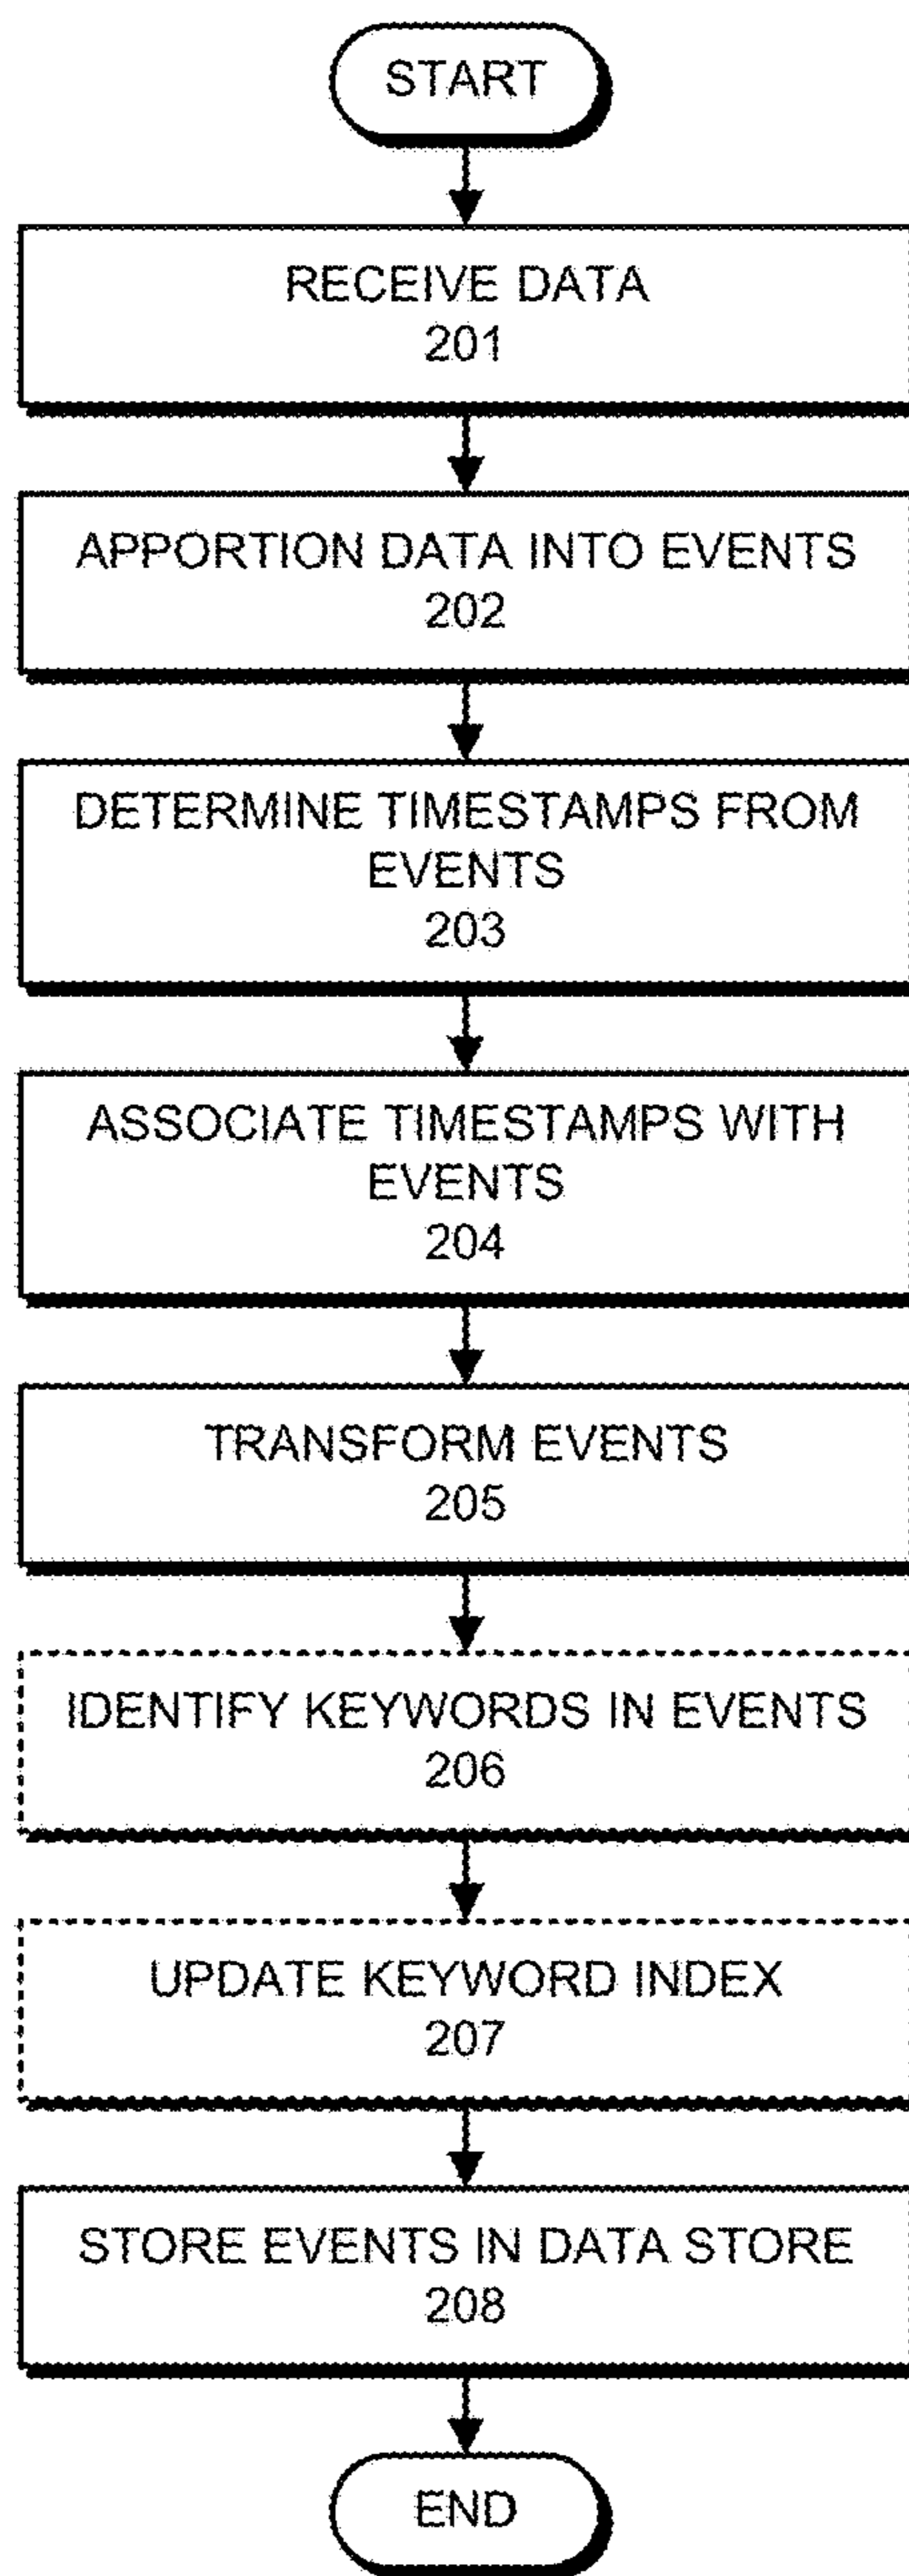 START
RECEIVE DATA
201
APPORTION DATA INTO EVENTS
202
DETERMINE TIMESTAMPS FROM
EVENTS
203
ASSOCIATE TIMESTAMPS WITH
EVENTS
204
TRANSFORM EVENTS
205
IDENTIFY KEYWORDS IN EVENTS
206
UPDATE KEYWORD INDEX
207
STORE EVENTS IN DATA STORE
208
END